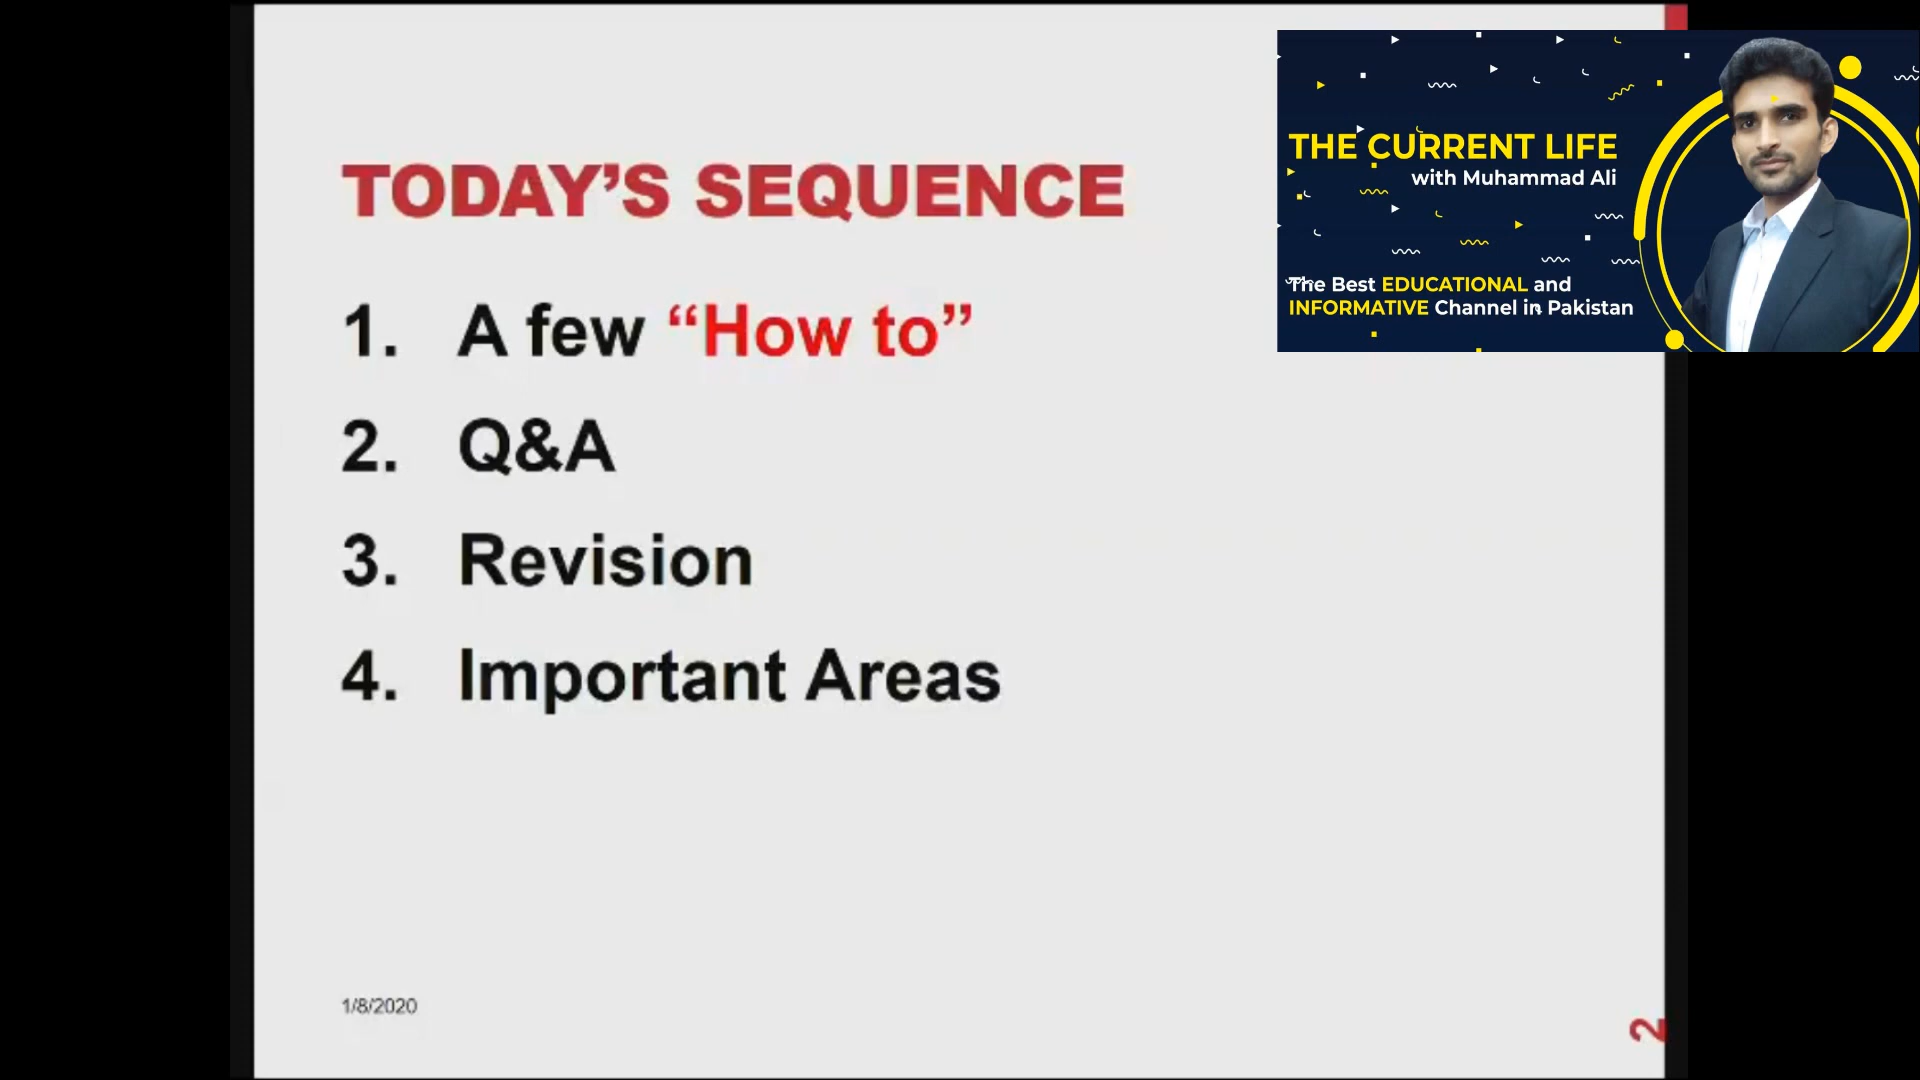 TODAY’S SEQUENCE
1. A few “How to”
2. Q&A
3. Revision
4. Important Areas
1/8/2020
2
THE CURRENT LIFE
with Muhammad Ali
The Best EDUCATIONAL and
INFORMATIVE Channel in Pakistan